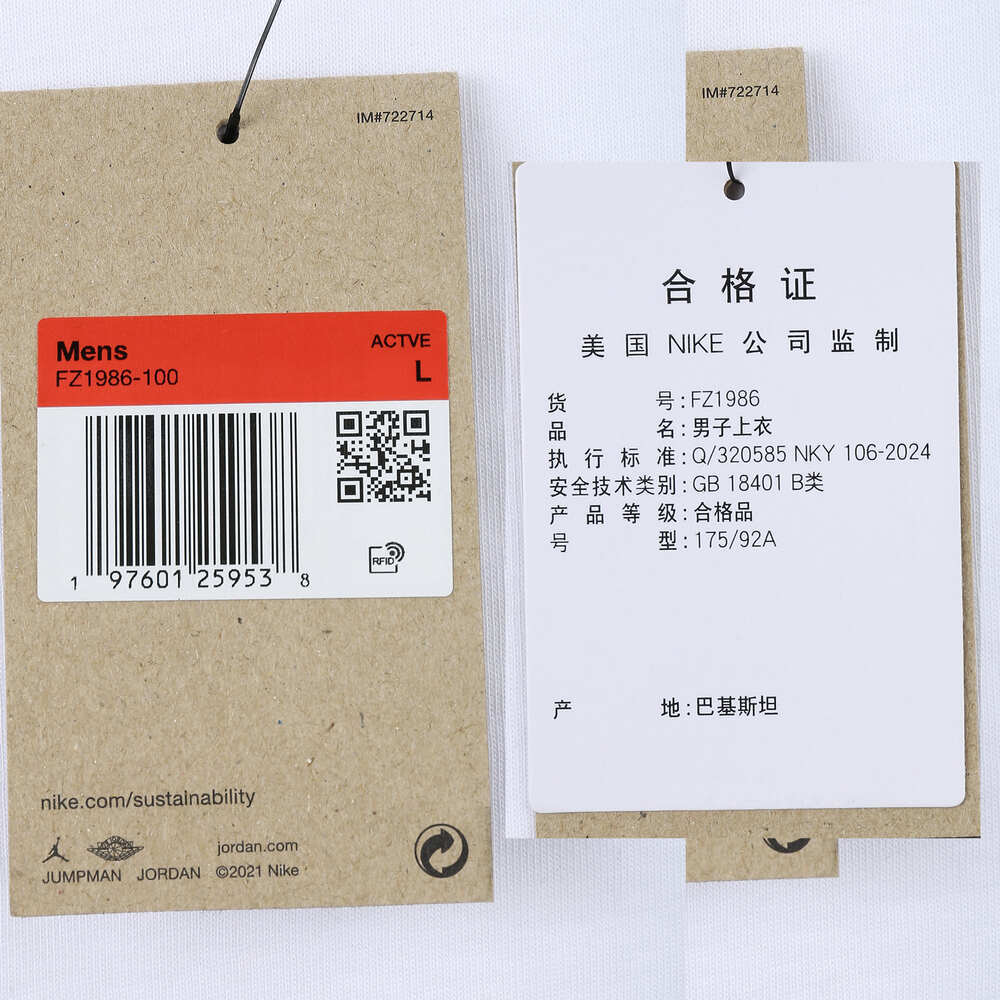 IM#722714
Mens
ACTVE
FZ1986-100
L
RFID
1 97601 25953 8
nike.com/sustainability
jordan.com
JUMPMAN JORDAN ©2021 Nike
IM#722714
合格证
美国 NIKE 公司监制
货号:FZ1986
品名:男子上衣
执行标准:Q/320585 NKY 106-2024
安全技术类别:GB 18401 B类
产品等级:合格品
号型:175/92A
产地:巴基斯坦